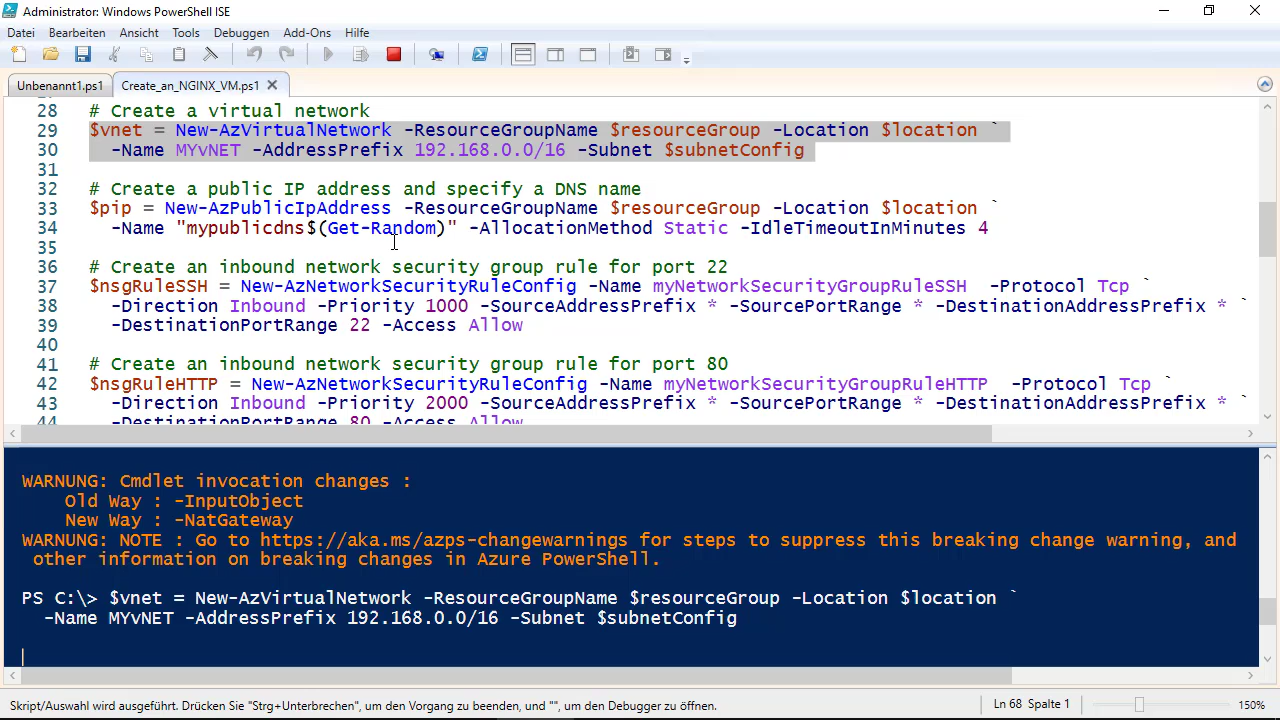 Administrator: Windows PowerShell ISE
Datei Bearbeiten Ansicht Tools Debuggen Add-Ons Hilfe
Unbenannt1.ps1 Create_an_NGINX_VM.ps1
28 # Create a virtual network
29 $vnet = New-AzVirtualNetwork -ResourceGroupName $resourceGroup -Location $location `
30 -Name MYvNET -AddressPrefix 192.168.0.0/16 -Subnet $subnetConfig
31
32 # Create a public IP address and specify a DNS name
33 $pip = New-AzPublicIpAddress -ResourceGroupName $resourceGroup -Location $location `
34 -Name "mypublicdns$(Get-Random)" -AllocationMethod Static -IdleTimeoutInMinutes 4
35
36 # Create an inbound network security group rule for port 22
37 $nsgRuleSSH = New-AzNetworkSecurityRuleConfig -Name myNetworkSecurityGroupRuleSSH -Protocol Tcp `
38 -Direction Inbound -Priority 1000 -SourceAddressPrefix * -SourcePortRange * -DestinationAddressPrefix * `
39 -DestinationPortRange 22 -Access Allow
40
41 # Create an inbound network security group rule for port 80
42 $nsgRuleHTTP = New-AzNetworkSecurityRuleConfig -Name myNetworkSecurityGroupRuleHTTP -Protocol Tcp `
43 -Direction Inbound -Priority 2000 -SourceAddressPrefix * -SourcePortRange * -DestinationAddressPrefix * `
44 -DestinationPortRange 80 -Access Allow
WARNUNG: Cmdlet invocation changes :
Old Way : -InputObject
New Way : -NatGateway
WARNUNG: NOTE : Go to https://aka.ms/azps-changewarnings for steps to suppress this breaking change warning, and
other information on breaking changes in Azure PowerShell.
PS C:\> $vnet = New-AzVirtualNetwork -ResourceGroupName $resourceGroup -Location $location `
-Name MYvNET -AddressPrefix 192.168.0.0/16 -Subnet $subnetConfig
Skript/Auswahl wird ausgeführt. Drücken Sie "Strg+Unterbrechen", um den Vorgang zu beenden, und "", um den Debugger zu öffnen. Ln 68 Spalte 1 150%